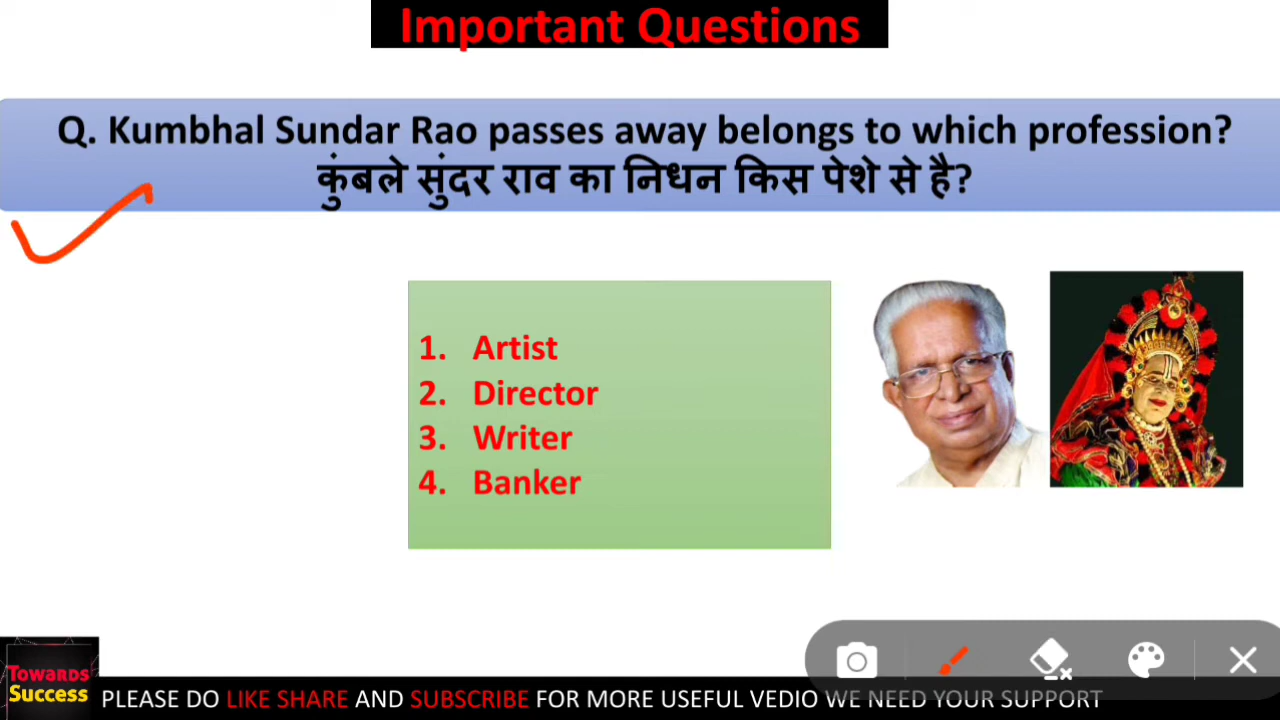 Important Questions
Q. Kumbhal Sundar Rao passes away belongs to which profession?
कुंबले सुंदर राव का निधन किस पेशे से है?
1. Artist
2. Director
3. Writer
4. Banker
Towards
Success
PLEASE DO LIKE SHARE AND SUBSCRIBE FOR MORE USEFUL VEDIO WE NEED YOUR SUPPORT